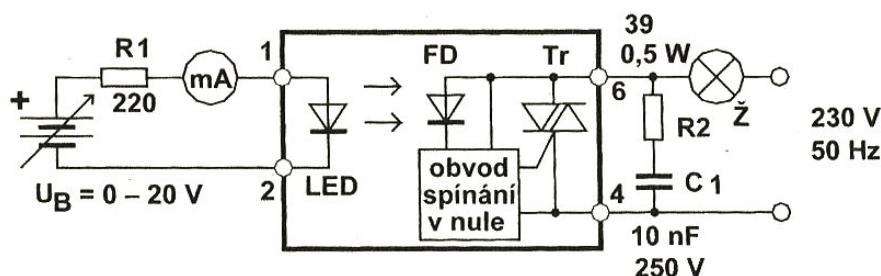 R1
mA
220
+
U_B = 0 – 20 V
1
2
LED
FD
Tr
obvod
spínání
v nule
6
4
39
0,5 W
R2
Ž
C1
10 nF
250 V
230 V
50 Hz